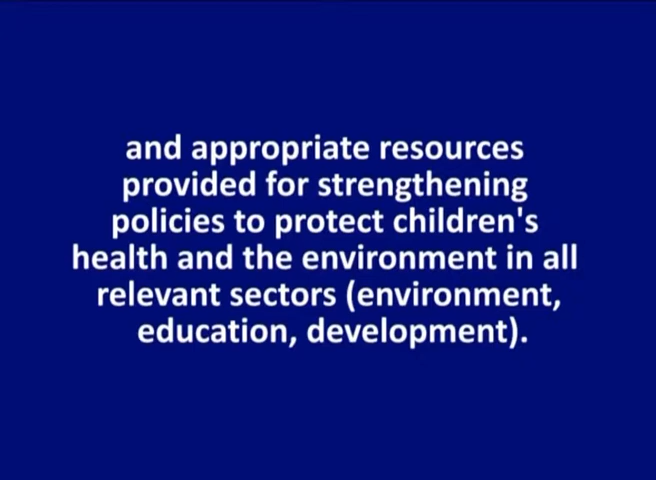 and appropriate resources
provided for strengthening
policies to protect children's
health and the environment in all
relevant sectors (environment,
education, development).